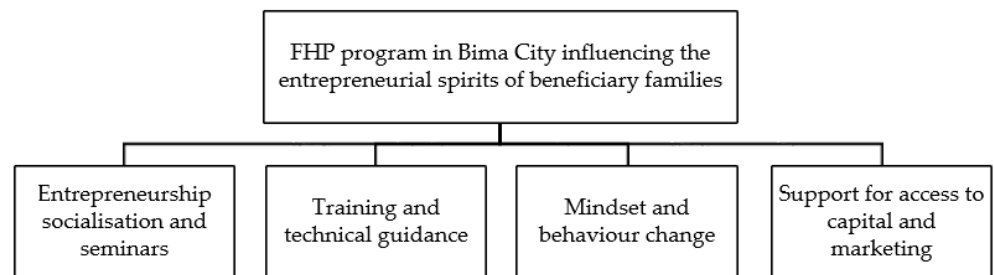 FHP program in Bima City influencing the
entrepreneurial spirits of beneficiary families
Entrepreneurship
socialisation and
seminars
Training and
technical guidance
Mindset and
behaviour change
Support for access to
capital and
marketing